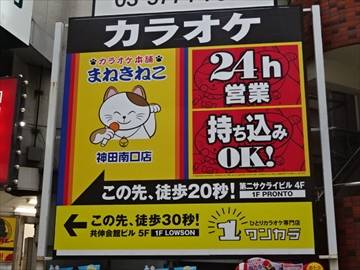 カラオケ
カラオケ本舗
まねきねこ
神田南口店
24h
営業
持ち込み
OK!
この先、徒歩20秒!
第二サクライビル 4F
1F PRONTO
この先、徒歩30秒!
共伸会館ビル 5F
1F LOWSON
ひとりカラオケ専門店
1
ワンカラ